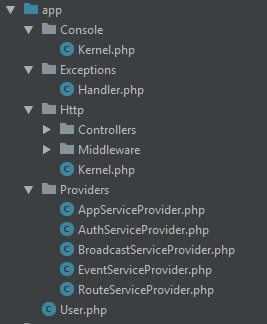 app
Console
Kernel.php
Exceptions
Handler.php
Http
Controllers
Middleware
Kernel.php
Providers
AppServiceProvider.php
AuthServiceProvider.php
BroadcastServiceProvider.php
EventServiceProvider.php
RouteServiceProvider.php
User.php